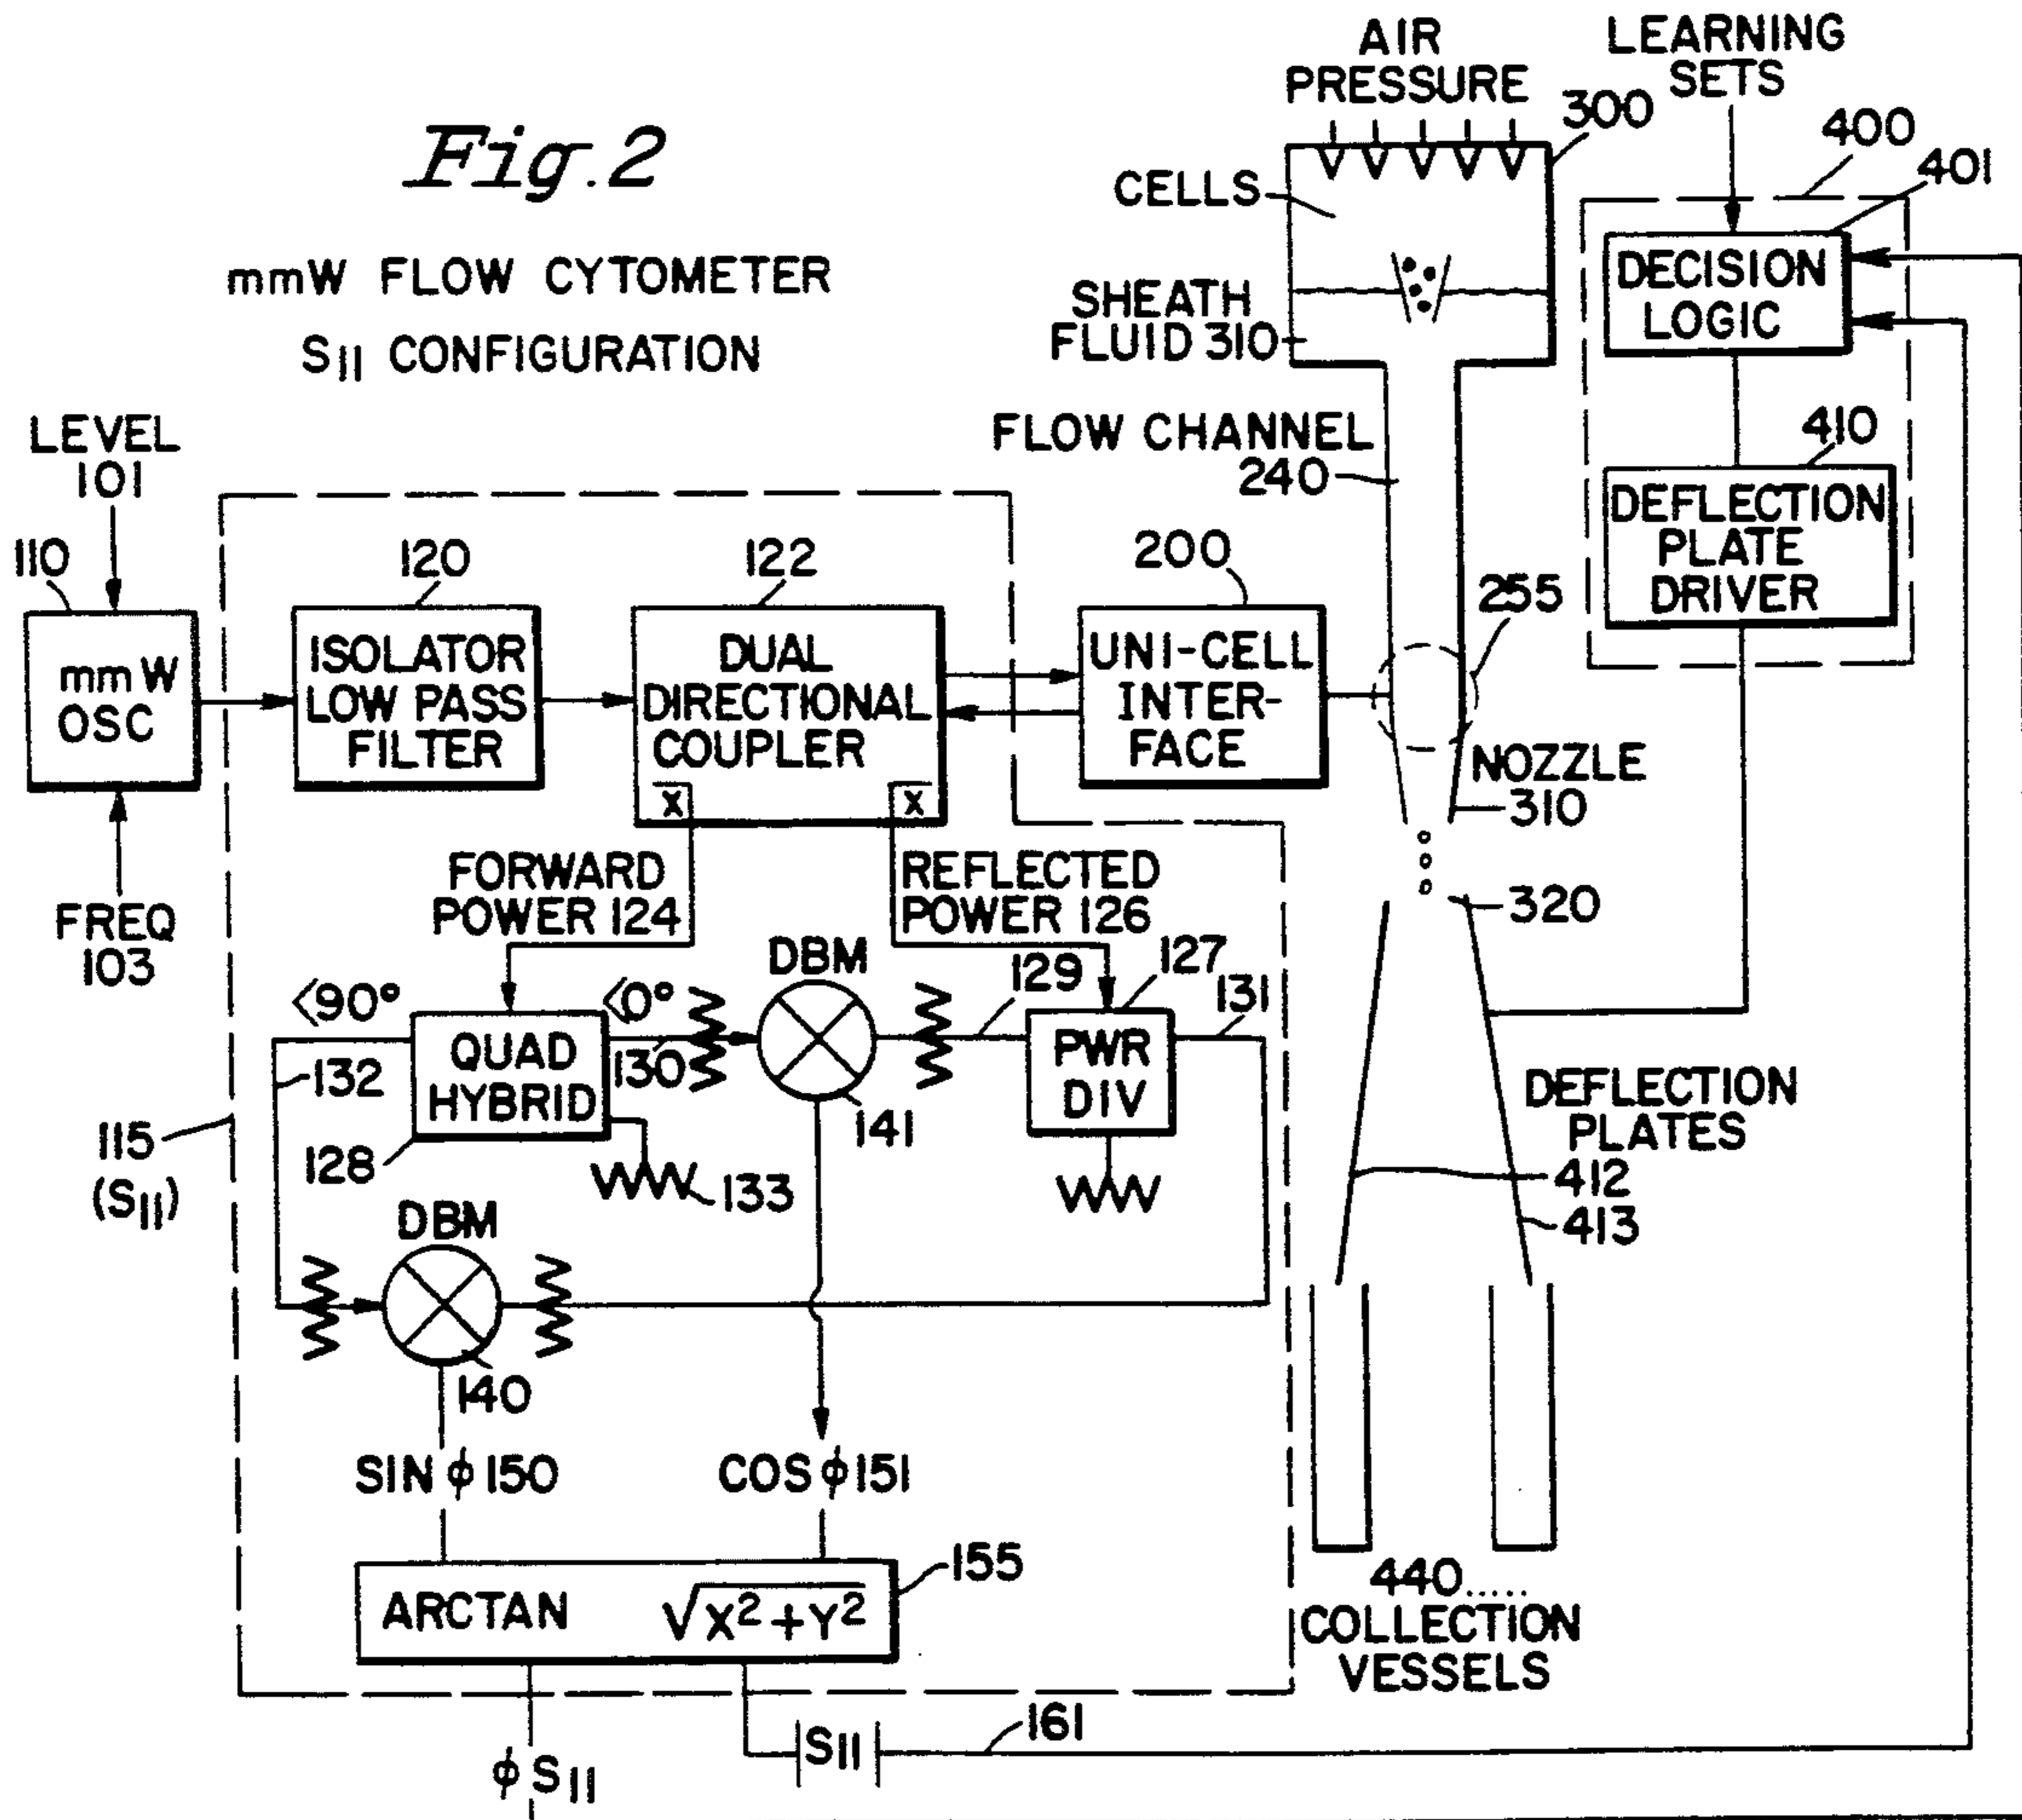 Fig. 2
mmW FLOW CYTOMETER
S11 CONFIGURATION
AIR
PRESSURE
LEARNING
SETS
300
400
401
CELLS
SHEATH
FLUID 310
DECISION
LOGIC
FLOW CHANNEL
240
410
DEFLECTION
PLATE
DRIVER
LEVEL
101
110
120
122
200
255
mmW
OSC
ISOLATOR
LOW PASS
FILTER
DUAL
DIRECTIONAL
COUPLER
X
X
UNI-CELL
INTER-
FACE
NOZZLE
310
FREQ
103
FORWARD
POWER 124
REFLECTED
POWER 126
320
<90°
<0°
DBM
129
127
131
132
QUAD
HYBRID
130
PWR
DIV
141
128
133
115
(S11)
DEFLECTION
PLATES
412
413
DBM
140
SIN ϕ 150
COS ϕ 151
155
ARCTAN √X²+Y²
440.....
COLLECTION
VESSELS
161
|S11|
ϕ S11